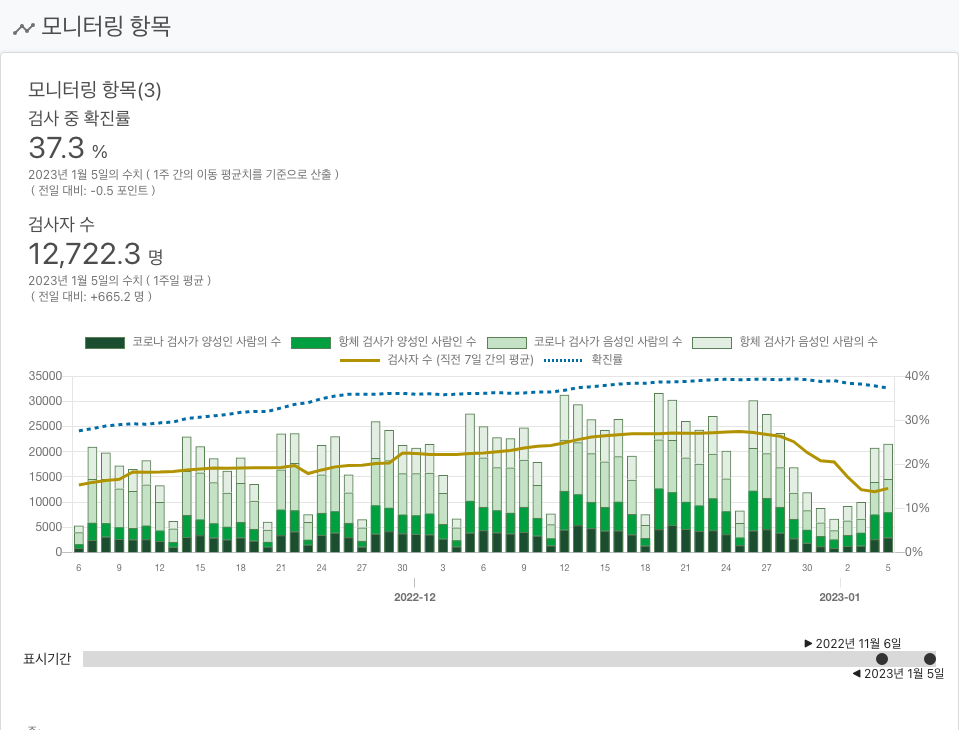 모니터링 항목
모니터링 항목(3)
검사 중 확진률
37.3 %
2023년 1월 5일의 수치 ( 1주 간의 이동 평균치를 기준으로 산출 )
( 전일 대비: -0.5 포인트 )
검사자 수
12,722.3 명
2023년 1월 5일의 수치 ( 1주일 평균 )
( 전일 대비: +665.2 명 )
코로나 검사가 양성인 사람의 수 항체 검사가 양성인 사람인 수 코로나 검사가 음성인 사람의 수 항체 검사가 음성인 사람의 수
검사자 수 (직전 7일 간의 평균) 확진률
35000 40%
30000
25000 30%
20000 20%
15000
10000 10%
5000
0 0%
6 9 12 15 18 21 24 27 30 3 6 9 12 15 18 21 24 27 30 2 5
2022-12 2023-01
▶ 2022년 11월 6일
표시기간
◀ 2023년 1월 5일